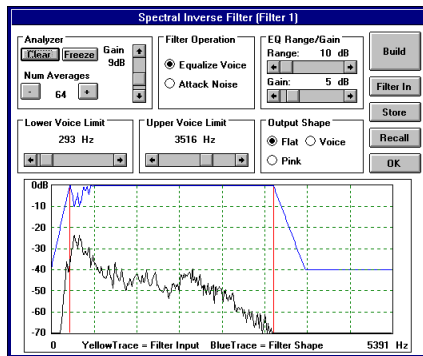 Spectral Inverse Filter (Filter 1)
Analyzer
Clear Freeze Gain
9dB
Num Averages
- 64 +
Filter Operation
Equalize Voice
Attack Noise
EQ Range/Gain
Range: 10 dB
Gain: 5 dB
Build
Filter In
Store
Recall
OK
Lower Voice Limit
293 Hz
Upper Voice Limit
3516 Hz
Output Shape
Flat Voice
Pink
0dB
-10
-20
-30
-40
-50
-60
-70
0 YellowTrace = Filter Input BlueTrace = Filter Shape 5391 Hz